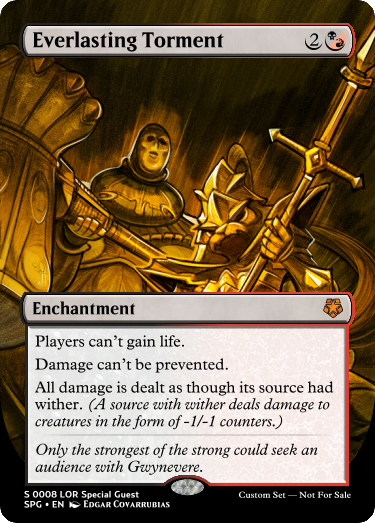 Everlasting Torment 2
Enchantment
Players can't gain life.
Damage can't be prevented.
All damage is dealt as though its source had
wither. (A source with wither deals damage to
creatures in the form of -1/-1 counters.)
Only the strongest of the strong could seek an
audience with Gwynevere.
S 0008 LOR Special Guest
SPG • EN Edgar Covarrubias
Custom Set — Not For Sale